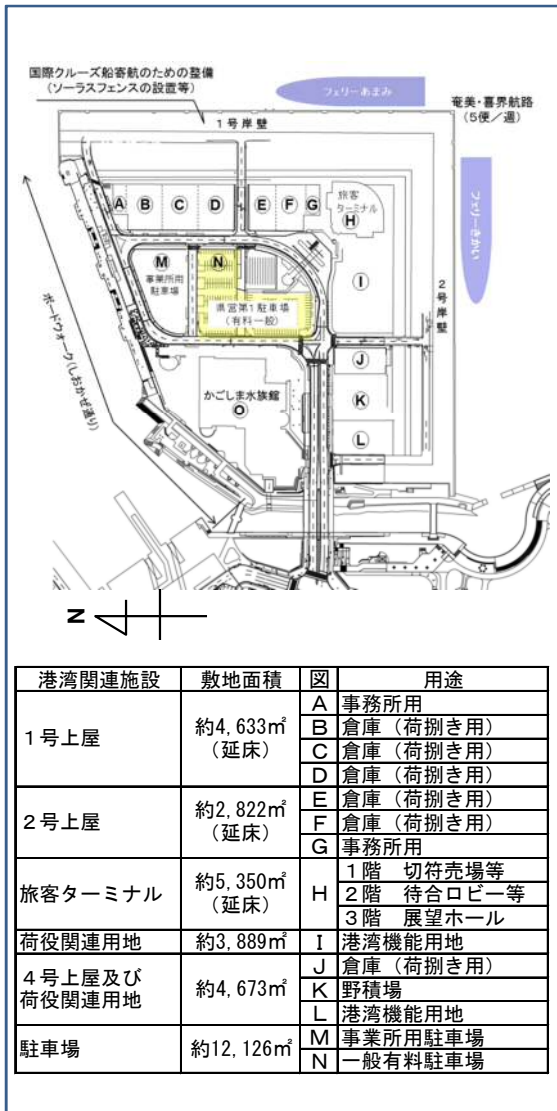 国際クルーズ船寄航のための整備
(ソーラスフェンスの設置等)
フェリーあまみ
奄美・喜界航路
(5便／週)
1号岸壁
フェリーきかい
2号岸壁
A B C D E F G
旅客
ターミナル
H
I
M
事業所用
駐車場
N
県営第1駐車場
(有料一般)
ボードウォーク(しおかぜ通り)
かごしま水族館
O
J
K
L
N
港湾関連施設 敷地面積 図 用途
1号上屋 約4,633㎡ (延床) A 事務所用
B 倉庫（荷捌き用）
C 倉庫（荷捌き用）
D 倉庫（荷捌き用）
2号上屋 約2,822㎡ (延床) E 倉庫（荷捌き用）
F 倉庫（荷捌き用）
G 事務所用
旅客ターミナル 約5,350㎡ (延床) H 1階 切符売場等
2階 待合ロビー等
3階 展望ホール
荷役関連用地 約3,889㎡ I 港湾機能用地
4号上屋及び 荷役関連用地 約4,673㎡ J 倉庫（荷捌き用）
K 野積場
L 港湾機能用地
駐車場 約12,126㎡ M 事業所用駐車場
N 一般有料駐車場